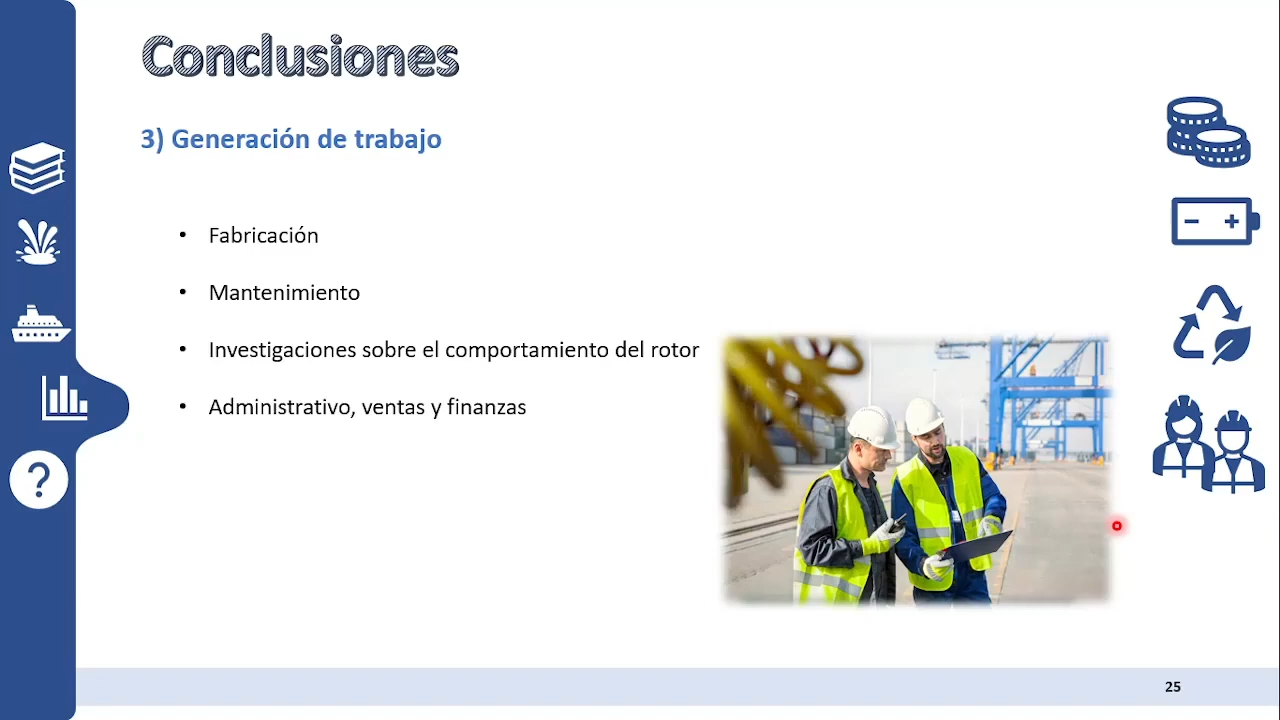 Conclusiones
3) Generación de trabajo
• Fabricación
• Mantenimiento
• Investigaciones sobre el comportamiento del rotor
• Administrativo, ventas y finanzas
?
25